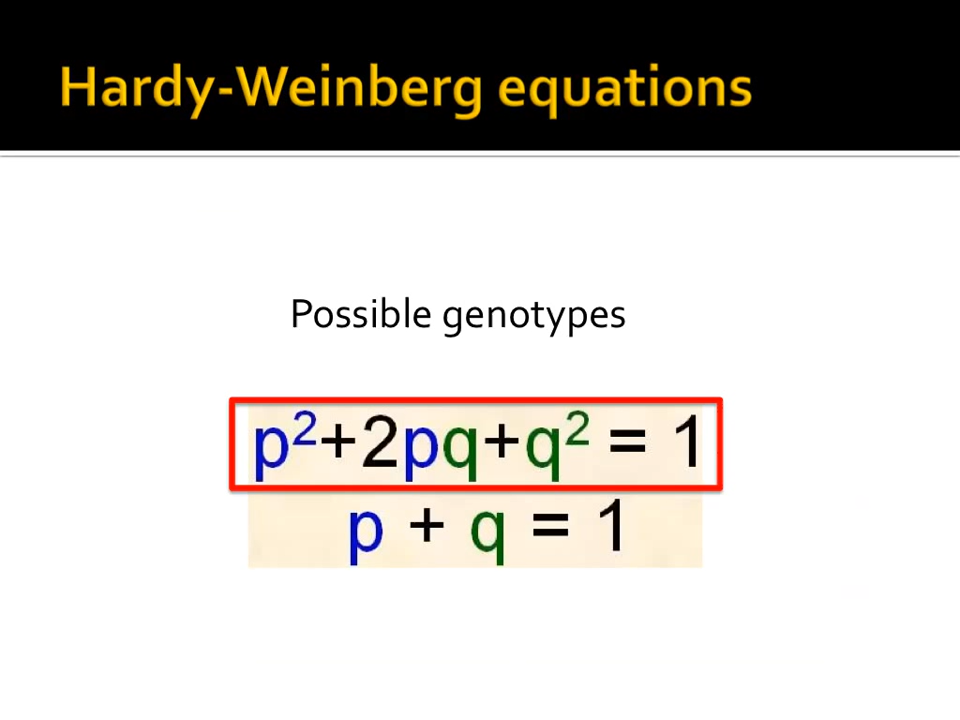 Hardy-Weinberg equations
Possible genotypes
p²+2pq+q² = 1
p + q = 1